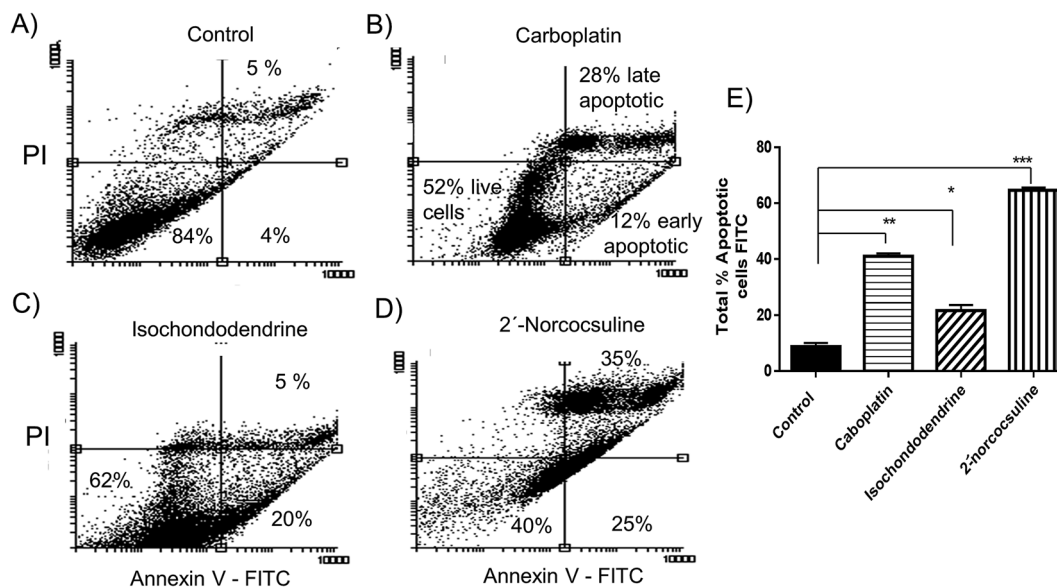 A)
Control
5 %
PI
84%
4%
B)
Carboplatin
28% late
apoptotic
52% live
cells
12% early
apoptotic
C)
Isochondodendrine
5 %
PI
62%
20%
Annexin V - FITC
D)
2´-Norcocsuline
35%
40%
25%
Annexin V - FITC
E)
Total % Apoptotic
cells FITC
80
60
40
20
0
***
*
**
Control
Caboplatin
Isochondodendrine
2´norcocsuline